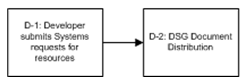 D-1: Developer
submits Systems
requests for
resources
D-2: DSG Document
Distribution